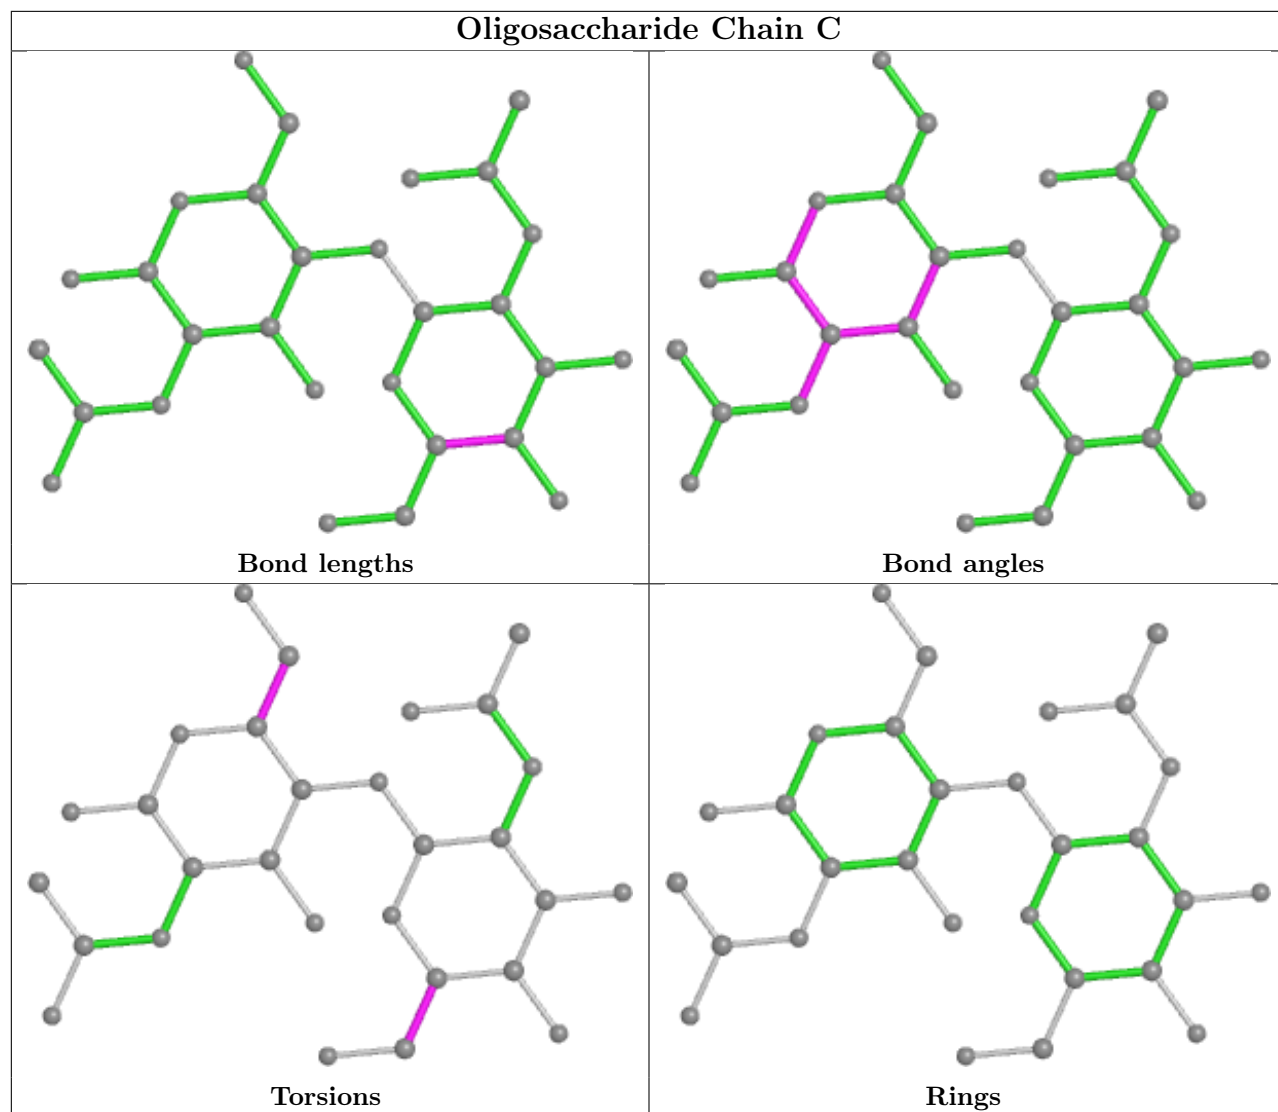 Oligosaccharide Chain C
Bond lengths
Bond angles
Torsions
Rings